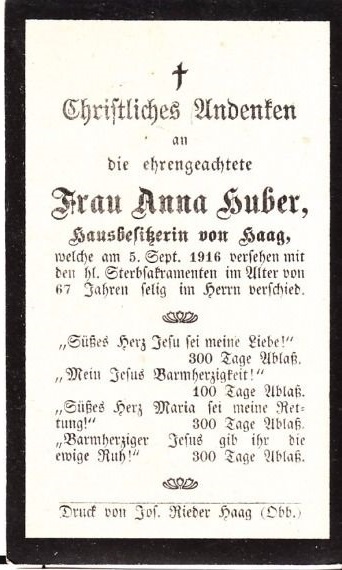 Christliches Andenken
an
die ehrengeachtete
Frau Anna Huber,
Hausbesitzerin von Haag,
welche am 5. Sept. 1916 versehen mit
den hl. Sterbsakramenten im Alter von
67 Jahren selig im Herrn verschied.
„Süßes Herz Jesu sei meine Liebe!"
300 Tage Ablaß.
„Mein Jesus Barmherzigkeit!"
100 Tage Ablaß.
„Süßes Herz Maria sei meine Ret-
tung!" 300 Tage Ablaß.
„Barmherziger Jesus gib ihr die
ewige Ruh!" 300 Tage Ablaß.
Druck von Jos. Rieder Haag (Obb.)